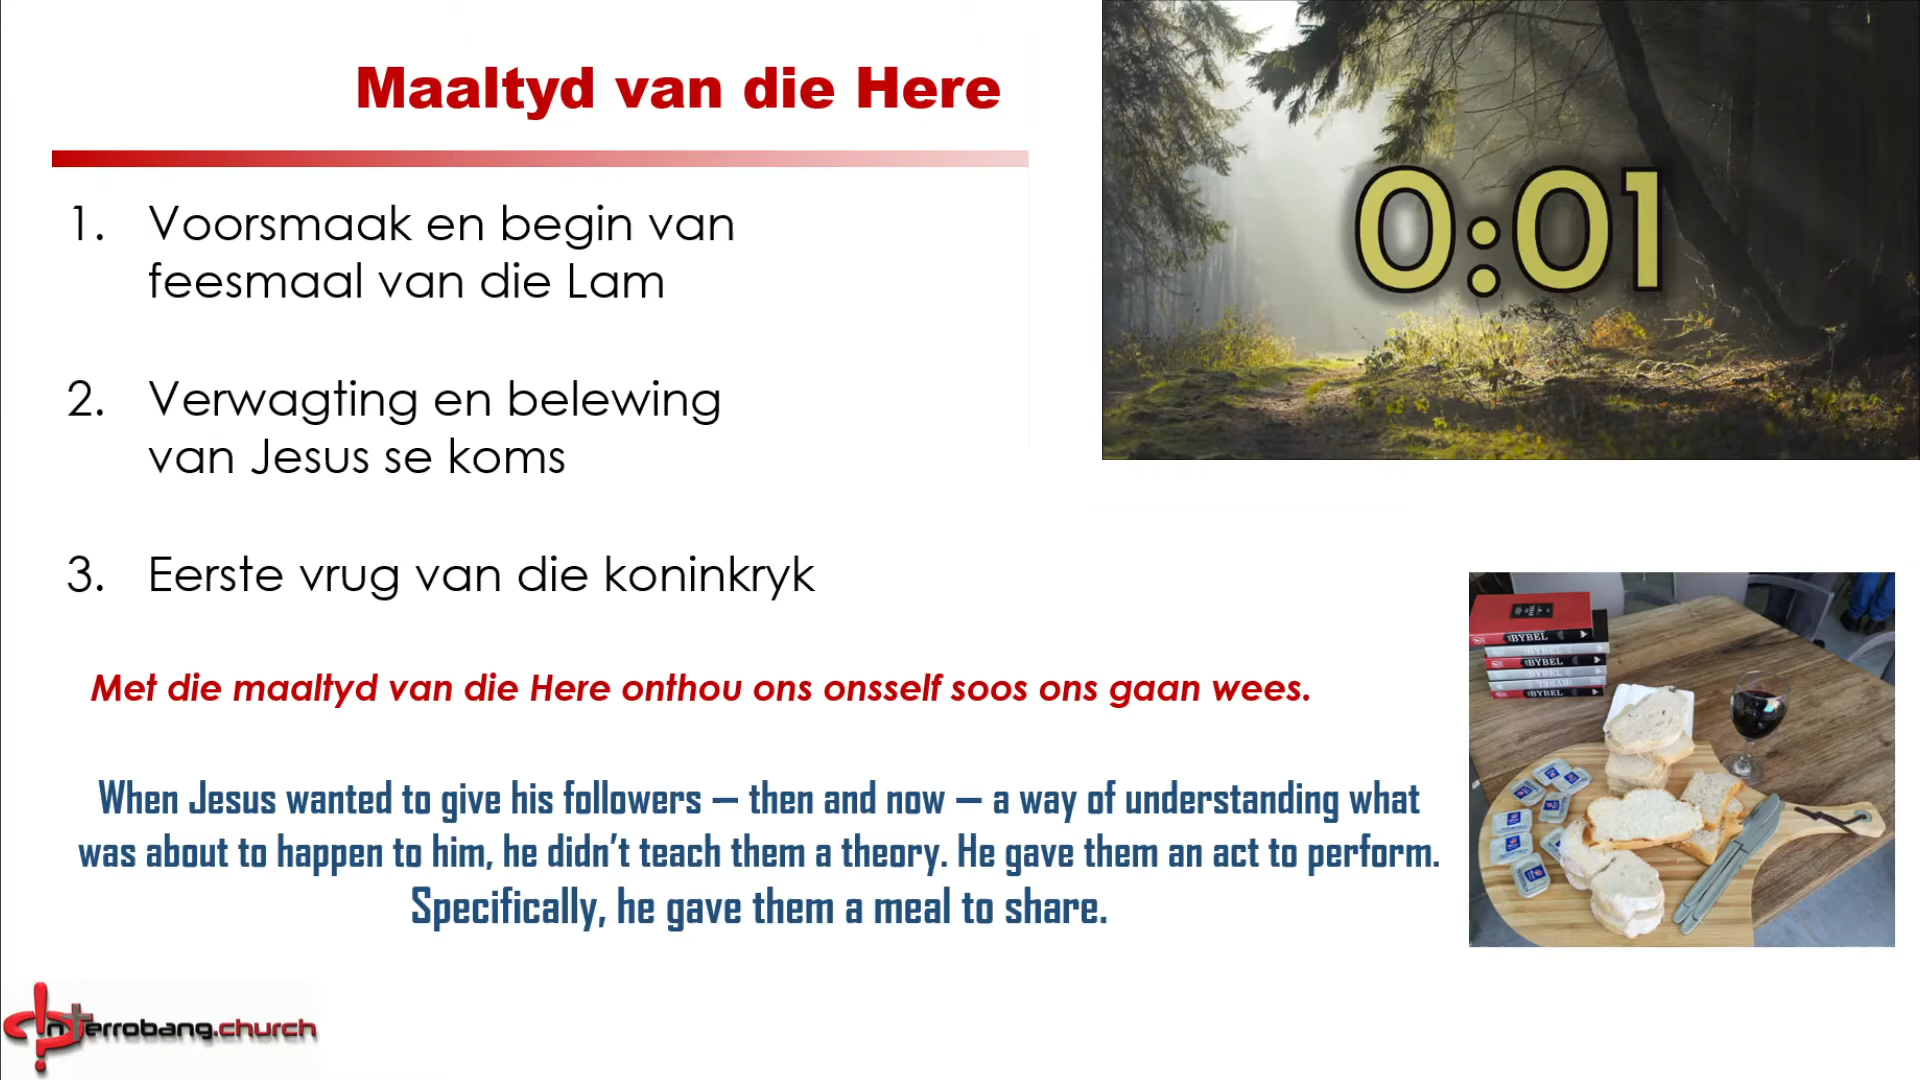 Maaltyd van die Here
0:01
1. Voorsmaak en begin van
feesmaal van die Lam
2. Verwagting en belewing
van Jesus se koms
3. Eerste vrug van die koninkryk
Met die maaltyd van die Here onthou ons onsself soos ons gaan wees.
When Jesus wanted to give his followers – then and now – a way of understanding what
was about to happen to him, he didn’t teach them a theory. He gave them an act to perform.
Specifically, he gave them a meal to share.
BYBEL
BYBEL
BYBEL
BYBEL
interrobang.church